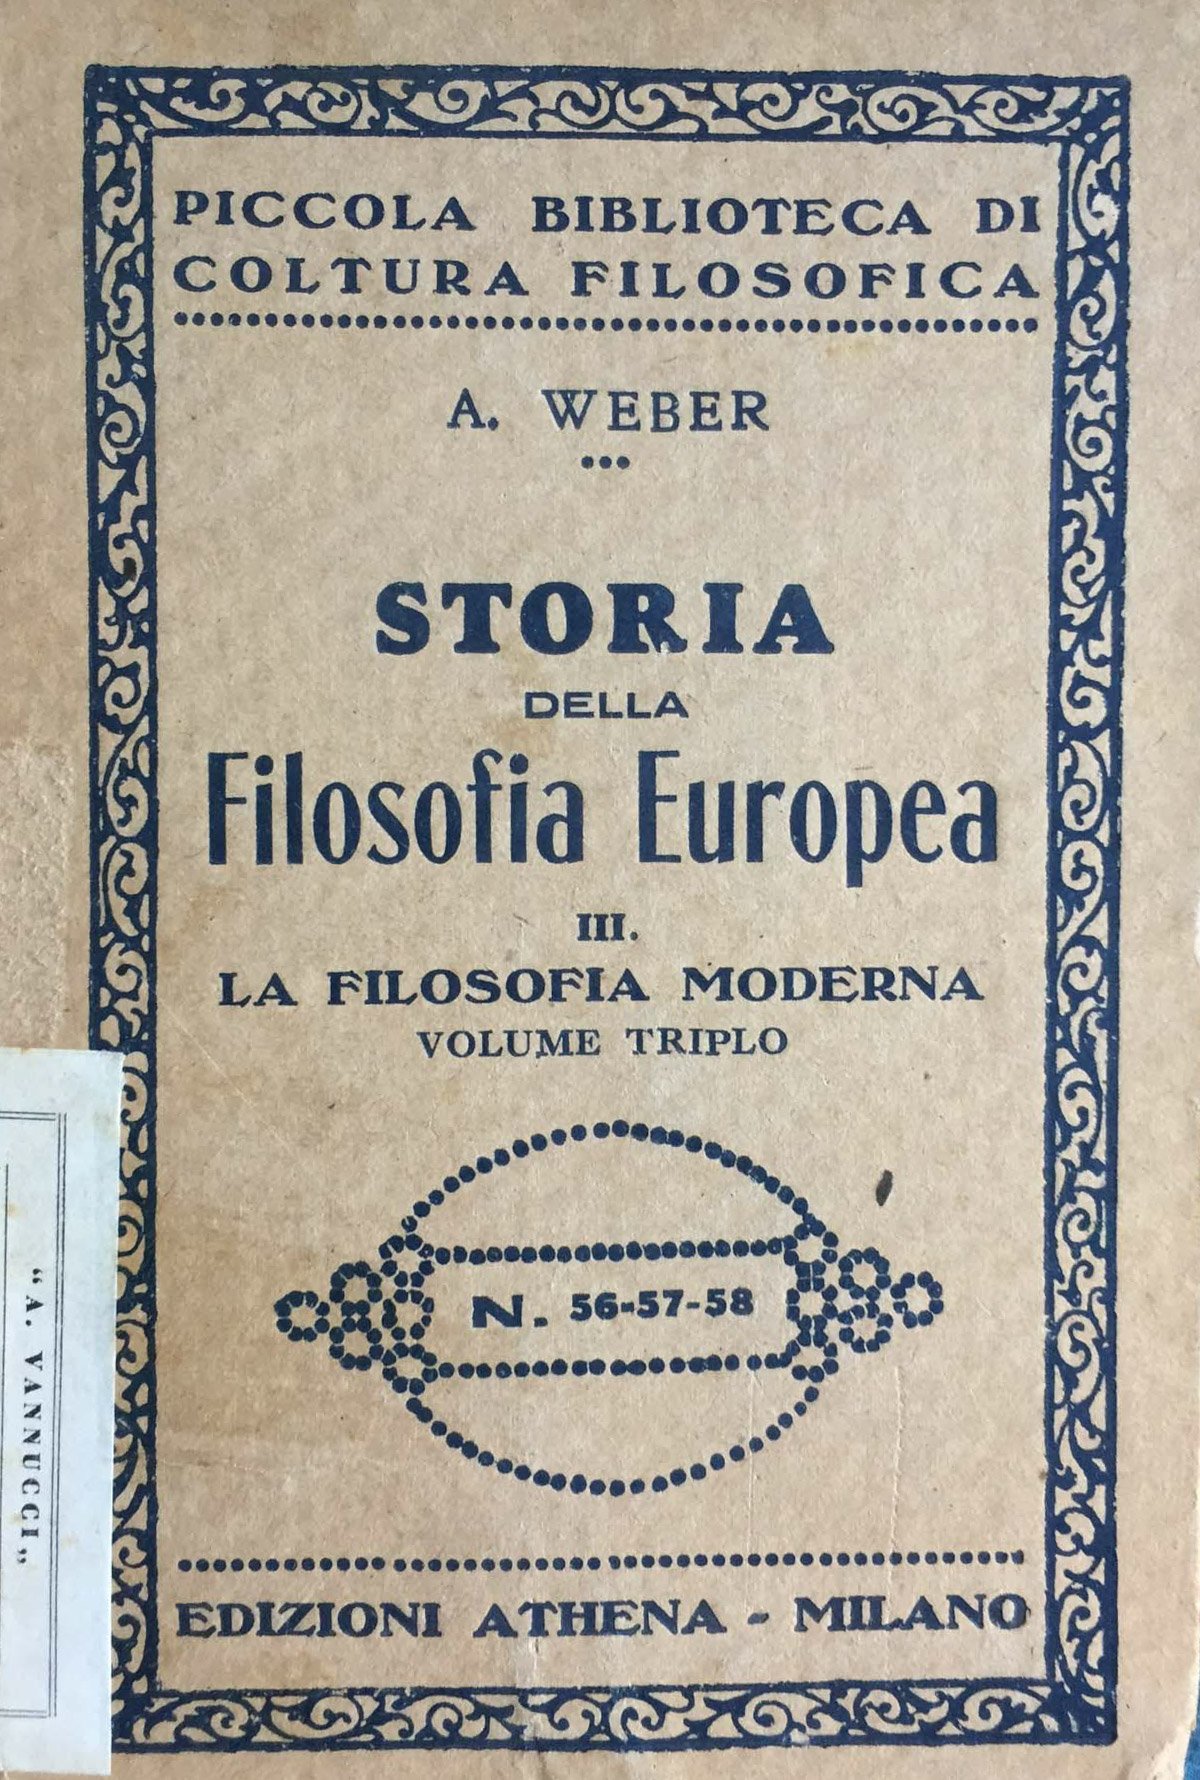 PICCOLA BIBLIOTECA DI
COLTURA FILOSOFICA
A. WEBER
STORIA
DELLA
Filosofia Europea
III.
LA FILOSOFIA MODERNA
VOLUME TRIPLO
N. 56-57-58
EDIZIONI ATHENA - MILANO
“A. VANNUCCI„